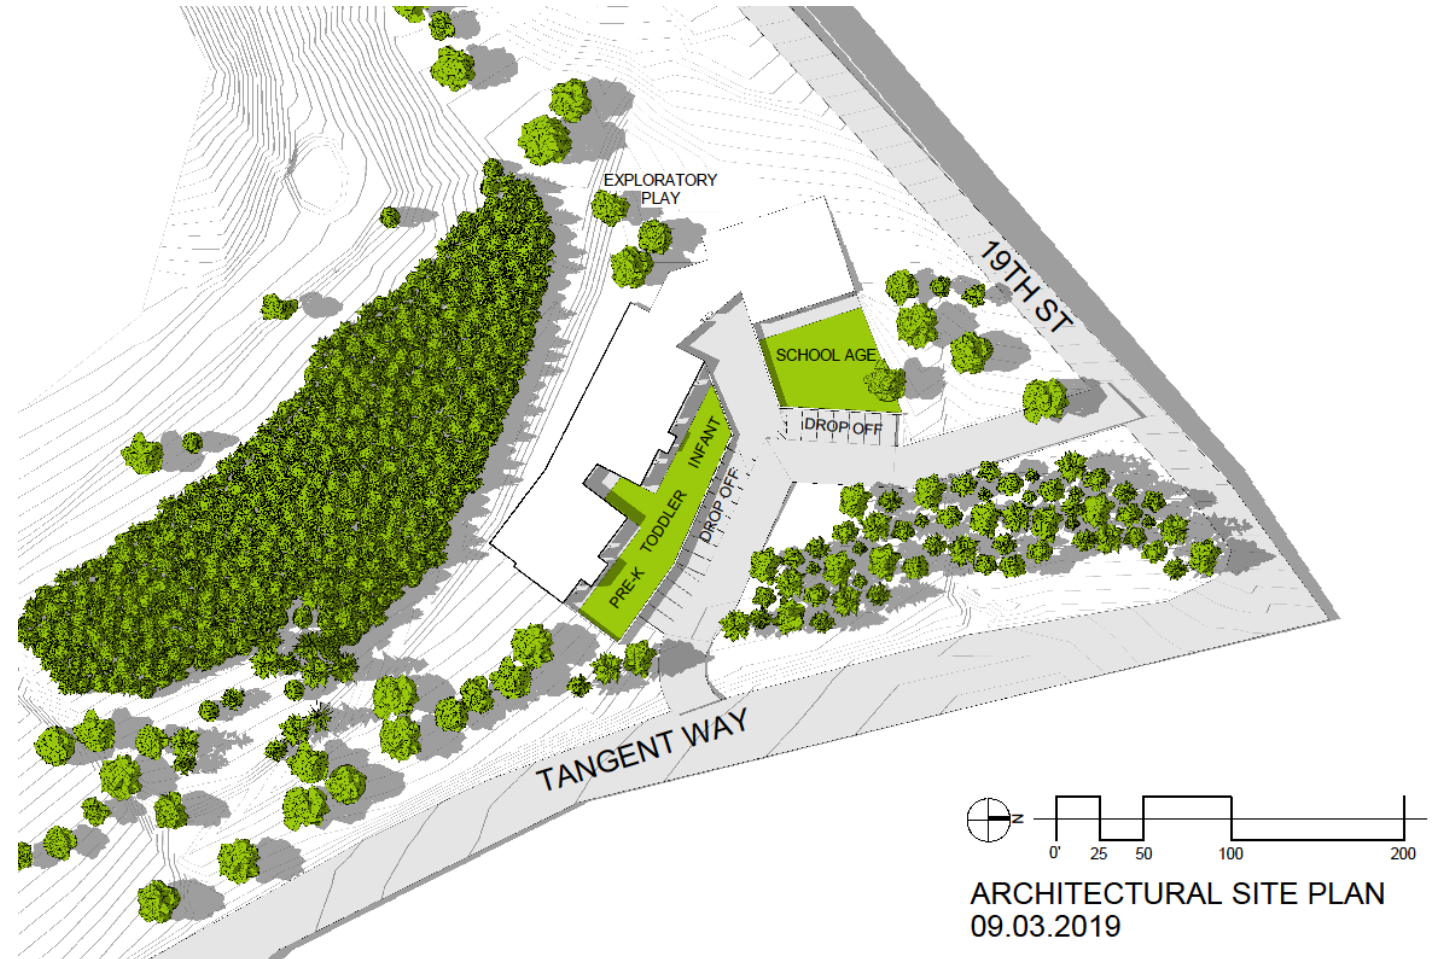 EXPLORATORY
PLAY
19TH ST
SCHOOL AGE
DROP OFF
INFANT
TODDLER
PRE-K
DROP OFF
TANGENT WAY
N
0' 25 50 100 200
ARCHITECTURAL SITE PLAN
09.03.2019